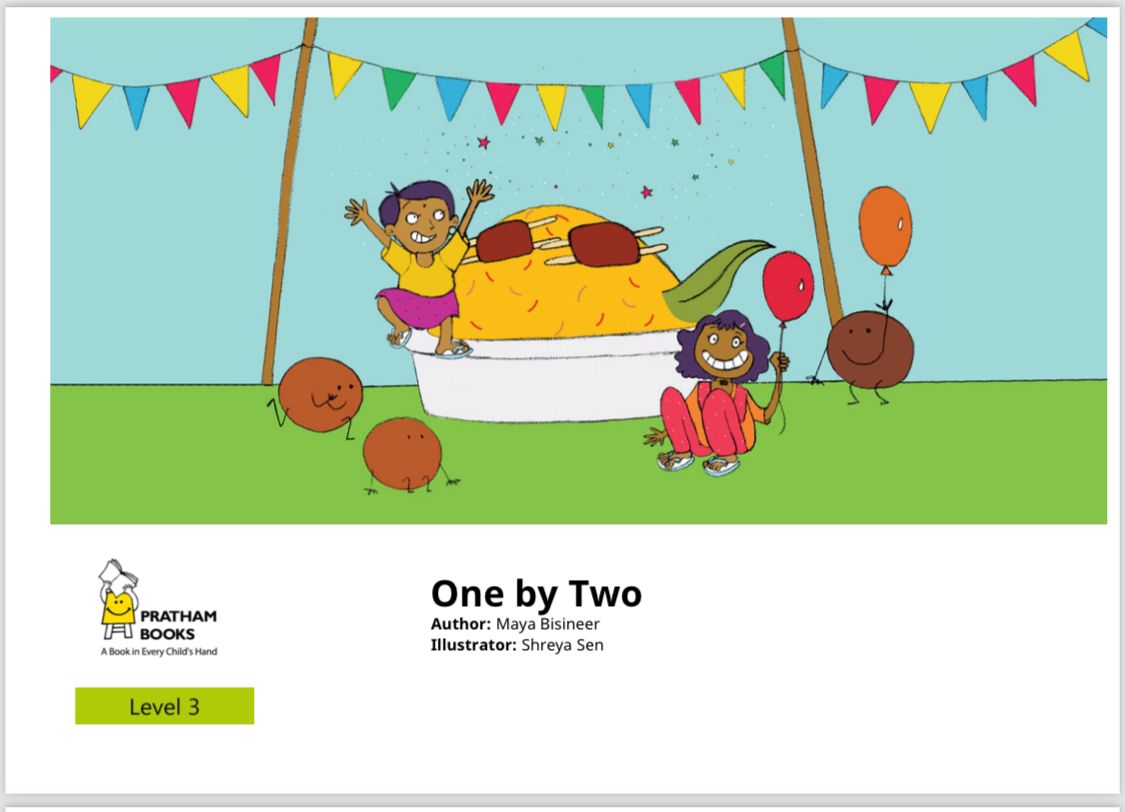 PRATHAM
BOOKS
A Book in Every Child's Hand
Level 3
One by Two
Author: Maya Bisineer
Illustrator: Shreya Sen